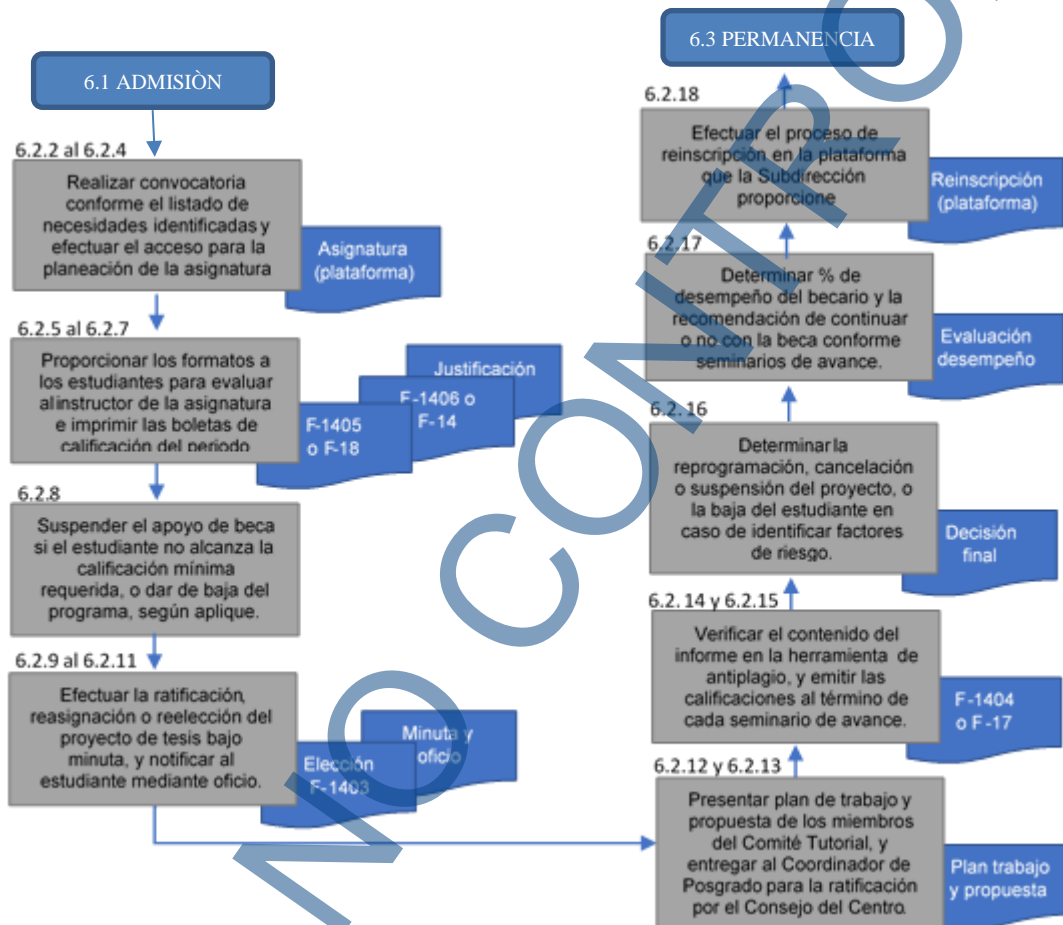 6.1 ADMISIÒN
6.2.2 al 6.2.4
Realizar convocatoria
conforme el listado de
necesidades identificadas y
efectuar el acceso para la
planeación de la asignatura
Asignatura
(plataforma)
6.2.5 al 6.2.7
Proporcionar los formatos a
los estudiantes para evaluar
al instructor de la asignatura
e imprimir las boletas de
calificación del periodo
F-1405
o F-18
F-1406 o
F-14
Justificación
6.2.8
Suspender el apoyo de beca
si el estudiante no alcanza la
calificación mínima
requerida, o dar de baja del
programa, según aplique.
6.2.9 al 6.2.11
Efectuar la ratificación,
reasignación o reelección del
proyecto de tesis bajo
minuta, y notificar al
estudiante mediante oficio.
Elección
F-1403
Minuta y
oficio
6.3 PERMANENCIA
6.2.18
Efectuar el proceso de
reinscripción en la plataforma
que la Subdirección
proporcione
Reinscripción
(plataforma)
6.2.17
Determinar % de
desempeño del becario y la
recomendación de continuar
o no con la beca conforme
seminarios de avance.
Evaluación
desempeño
6.2. 16
Determinar la
reprogramación, cancelación
o suspensión del proyecto, o
la baja del estudiante en
caso de identificar factores
de riesgo.
Decisión
final
6.2. 14 y 6.2.15
Verificar el contenido del
informe en la herramienta de
antiplagio, y emitir las
calificaciones al término de
cada seminario de avance.
F-1404
o F-17
6.2.12 y 6.2.13
Presentar plan de trabajo y
propuesta de los miembros
del Comité Tutorial, y
entregar al Coordinador de
Posgrado para la ratificación
por el Consejo del Centro.
Plan trabajo
y propuesta
NO CONTRO